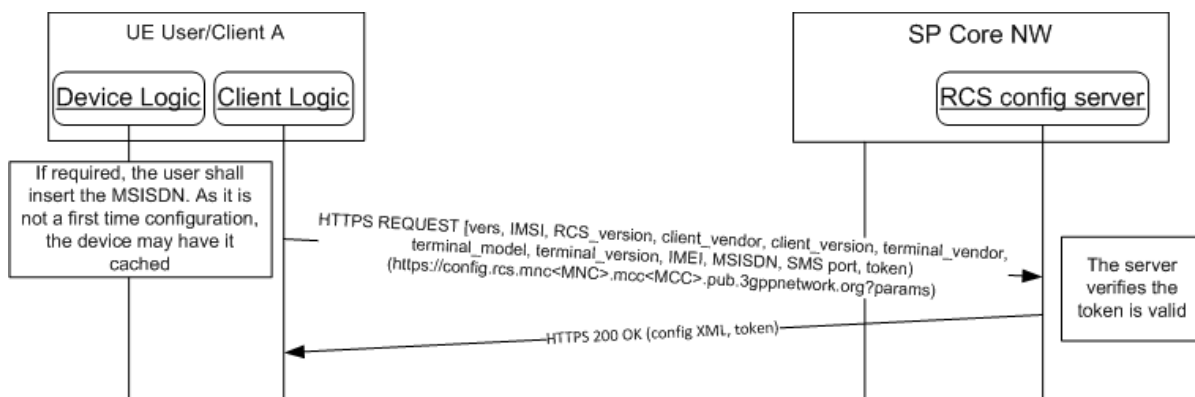 UE User/Client A
SP Core NW
Device Logic
Client Logic
RCS config server
If required, the user shall
insert the MSISDN. As it is
not a first time configuration,
the device may have it
cached
HTTPS REQUEST [vers, IMSI, RCS_version, client_vendor, client_version, terminal_vendor,
terminal_model, terminal_version, IMEI, MSISDN, SMS port, token)
(https://config.rcs.mnc<MNC>.mcc<MCC>.pub.3gppnetwork.org?params)
The server
verifies the
token is valid
HTTPS 200 OK (config XML, token)